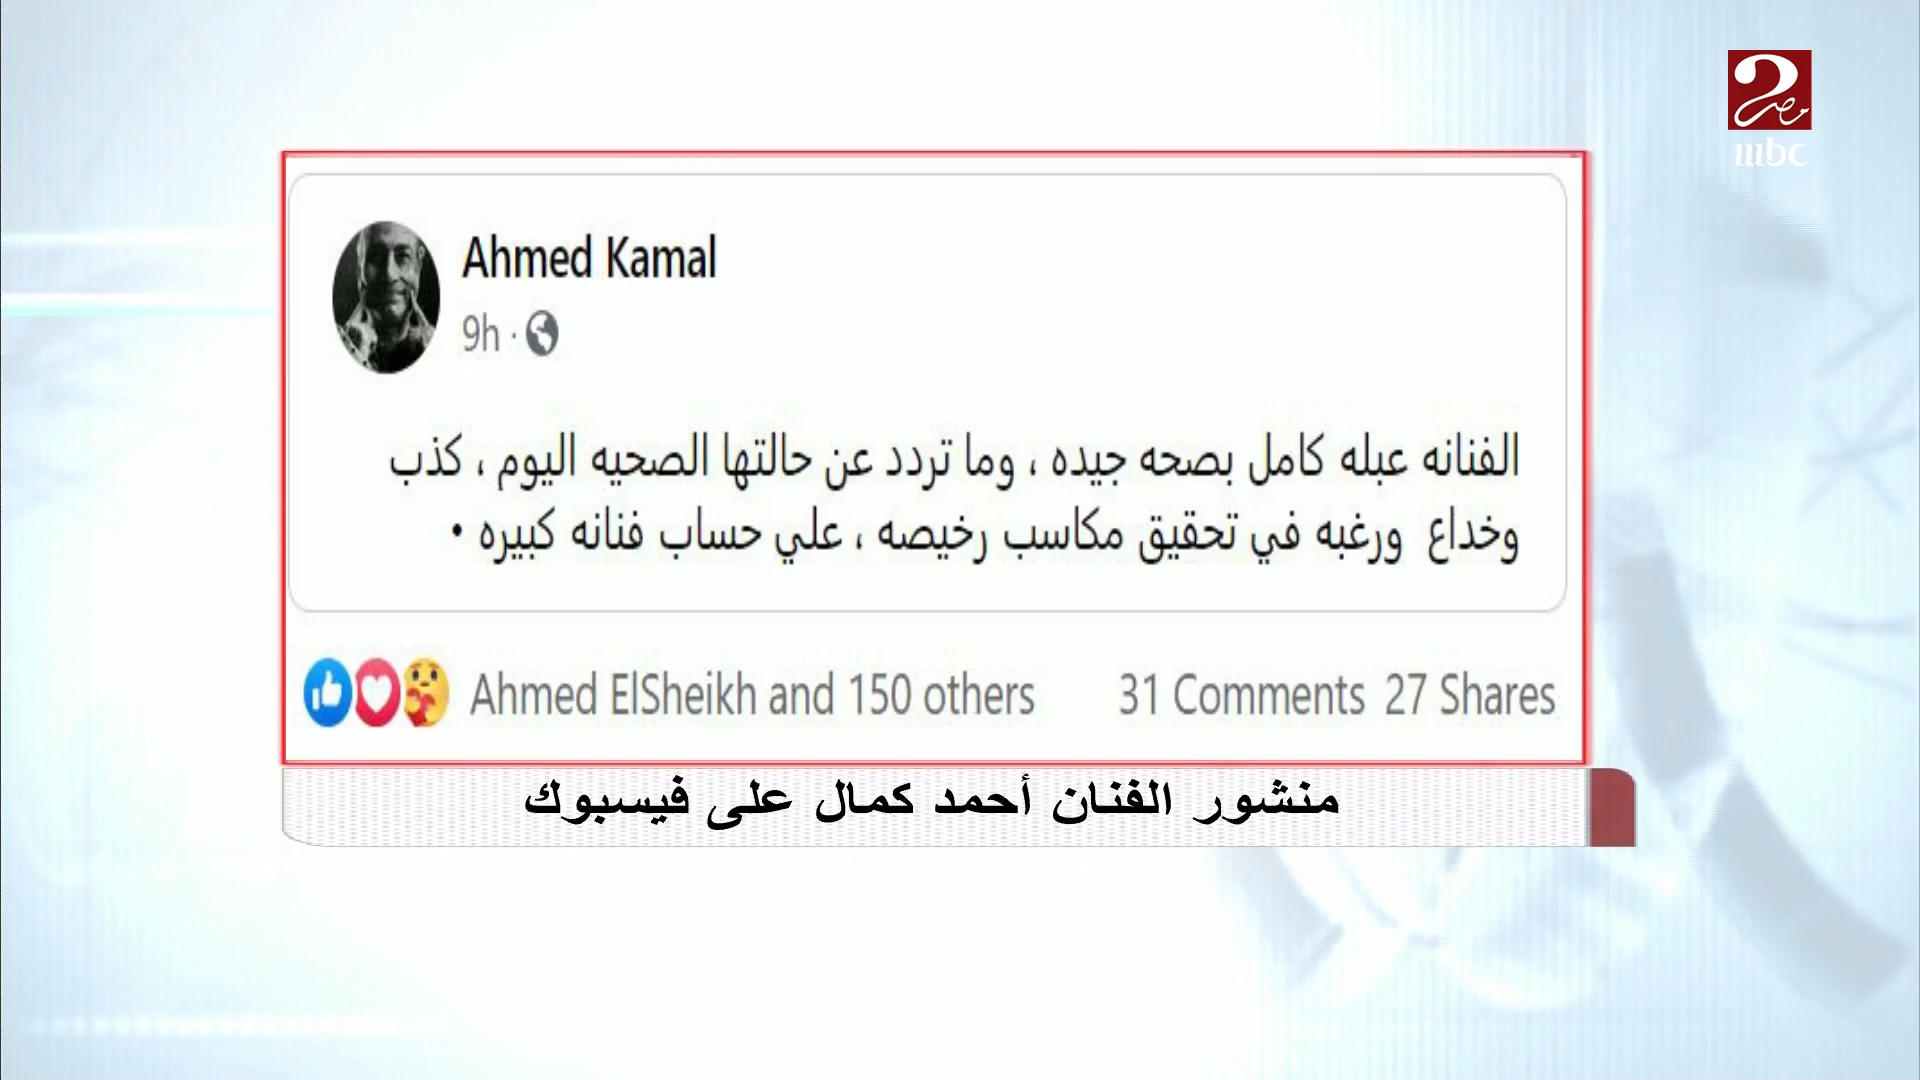 مصر
mbc
Ahmed Kamal
9h ·
الفنانه عبله كامل بصحه جيده ، وما تردد عن حالتها الصحيه اليوم ، كذب
وخداع ورغبه في تحقيق مكاسب رخيصه ، علي حساب فنانه كبيره •
Ahmed ElSheikh and 150 others 31 Comments 27 Shares
منشور الفنان أحمد كمال على فيسبوك